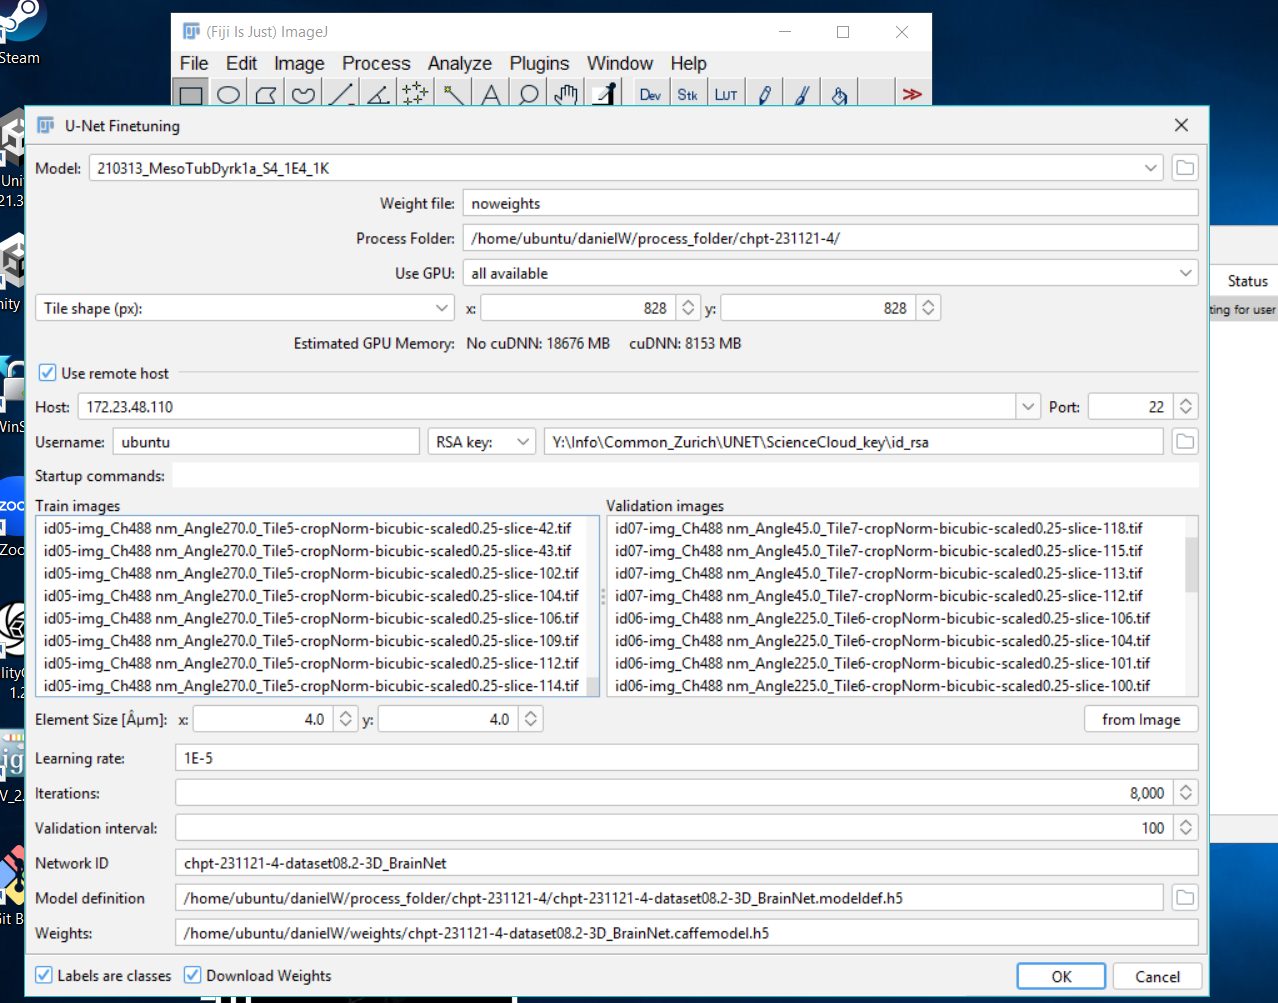 Steam
(Fiji Is Just) ImageJ
File Edit Image Process Analyze Plugins Window Help
Dev Stk LUT >>
U-Net Finetuning
Model: 210313_MesoTubDyrk1a_S4_1E4_1K
Weight file: noweights
Process Folder: /home/ubuntu/danielW/process_folder/chpt-231121-4/
Use GPU: all available
Tile shape (px): x: 828 y: 828
Estimated GPU Memory: No cuDNN: 18676 MB cuDNN: 8153 MB
Use remote host
Host: 172.23.48.110 Port: 22
Username: ubuntu RSA key: Y:\Info\Common_Zurich\UNET\ScienceCloud_key\id_rsa
Startup commands:
Train images
id05-img_Ch488 nm_Angle270.0_Tile5-cropNorm-bicubic-scaled0.25-slice-42.tif
id05-img_Ch488 nm_Angle270.0_Tile5-cropNorm-bicubic-scaled0.25-slice-43.tif
id05-img_Ch488 nm_Angle270.0_Tile5-cropNorm-bicubic-scaled0.25-slice-102.tif
id05-img_Ch488 nm_Angle270.0_Tile5-cropNorm-bicubic-scaled0.25-slice-104.tif
id05-img_Ch488 nm_Angle270.0_Tile5-cropNorm-bicubic-scaled0.25-slice-106.tif
id05-img_Ch488 nm_Angle270.0_Tile5-cropNorm-bicubic-scaled0.25-slice-109.tif
id05-img_Ch488 nm_Angle270.0_Tile5-cropNorm-bicubic-scaled0.25-slice-112.tif
id05-img_Ch488 nm_Angle270.0_Tile5-cropNorm-bicubic-scaled0.25-slice-114.tif
Validation images
id07-img_Ch488 nm_Angle45.0_Tile7-cropNorm-bicubic-scaled0.25-slice-118.tif
id07-img_Ch488 nm_Angle45.0_Tile7-cropNorm-bicubic-scaled0.25-slice-115.tif
id07-img_Ch488 nm_Angle45.0_Tile7-cropNorm-bicubic-scaled0.25-slice-113.tif
id07-img_Ch488 nm_Angle45.0_Tile7-cropNorm-bicubic-scaled0.25-slice-112.tif
id06-img_Ch488 nm_Angle225.0_Tile6-cropNorm-bicubic-scaled0.25-slice-106.tif
id06-img_Ch488 nm_Angle225.0_Tile6-cropNorm-bicubic-scaled0.25-slice-104.tif
id06-img_Ch488 nm_Angle225.0_Tile6-cropNorm-bicubic-scaled0.25-slice-101.tif
id06-img_Ch488 nm_Angle225.0_Tile6-cropNorm-bicubic-scaled0.25-slice-100.tif
Element Size [Âµm]: x: 4.0 y: 4.0 from Image
Learning rate: 1E-5
Iterations: 8,000
Validation interval: 100
Network ID chpt-231121-4-dataset08.2-3D_BrainNet
Model definition /home/ubuntu/danielW/process_folder/chpt-231121-4/chpt-231121-4-dataset08.2-3D_BrainNet.modeldef.h5
Weights: /home/ubuntu/danielW/weights/chpt-231121-4-dataset08.2-3D_BrainNet.caffemodel.h5
Labels are classes Download Weights OK Cancel
Status
ting for user